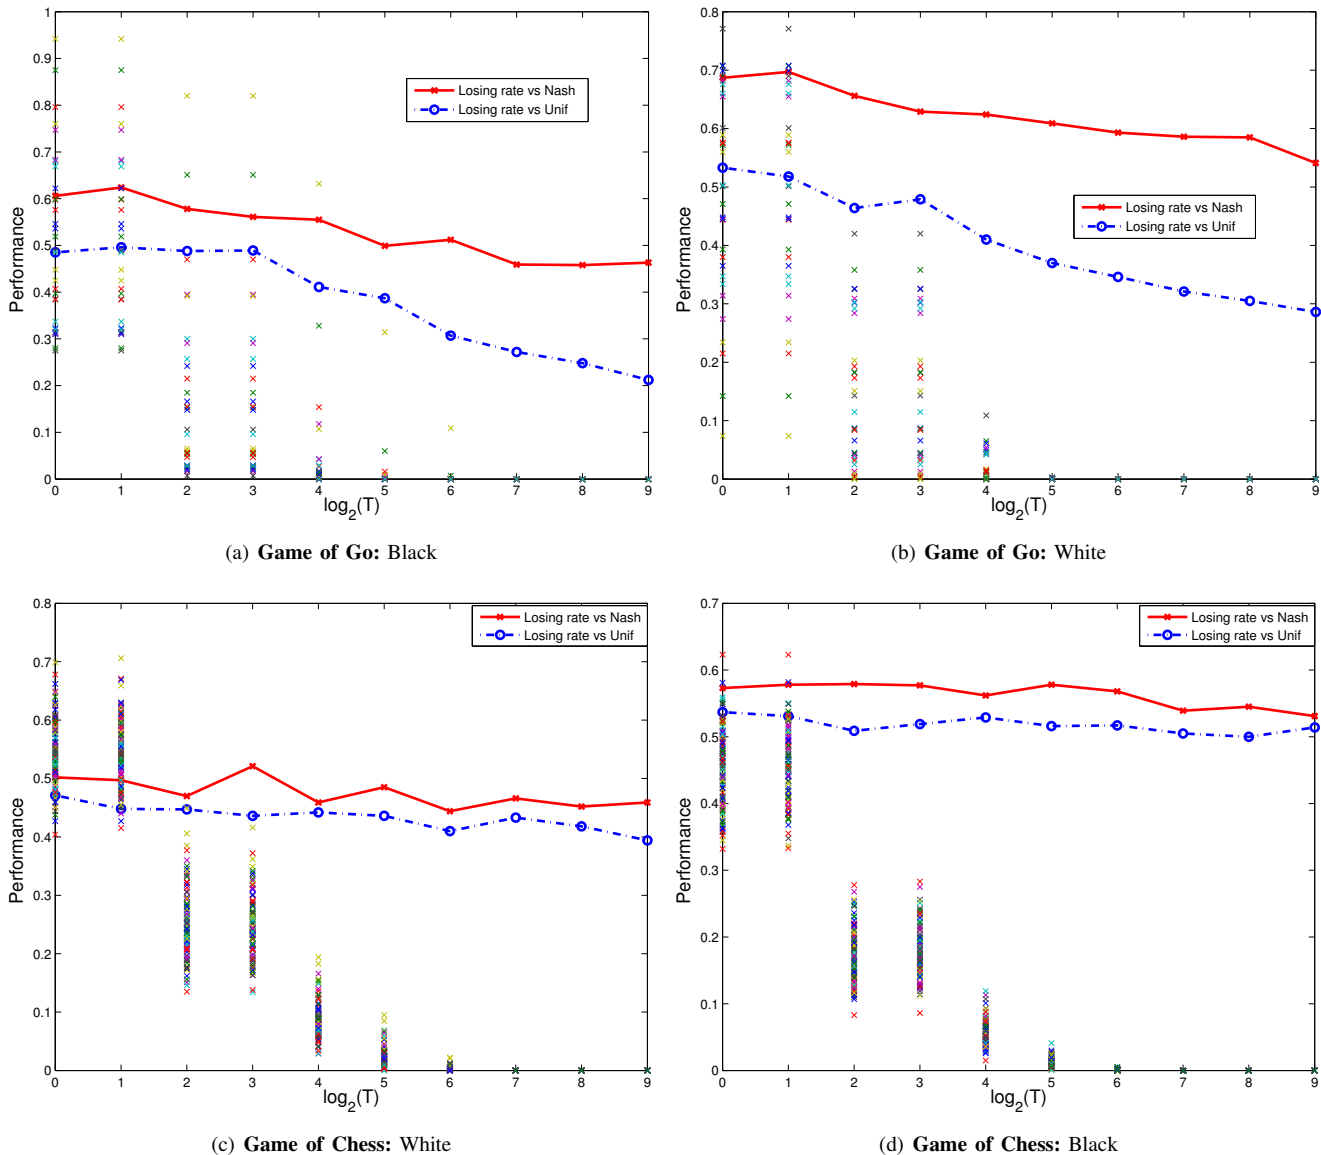 1
0.9
0.8
0.7
0.6
0.5
0.4
0.3
0.2
0.1
0
Performance
Losing rate vs Nash
Losing rate vs Unif
0 1 2 3 4 5 6 7 8 9
log2(T)
(a) Game of Go: Black
0.8
0.7
0.6
0.5
0.4
0.3
0.2
0.1
0
Performance
Losing rate vs Nash
Losing rate vs Unif
0 1 2 3 4 5 6 7 8 9
log2(T)
(b) Game of Go: White
0.8
0.7
0.6
0.5
0.4
0.3
0.2
0.1
0
Performance
Losing rate vs Nash
Losing rate vs Unif
0 1 2 3 4 5 6 7 8 9
log2(T)
(c) Game of Chess: White
0.7
0.6
0.5
0.4
0.3
0.2
0.1
0
Performance
Losing rate vs Nash
Losing rate vs Unif
0 1 2 3 4 5 6 7 8 9
log2(T)
(d) Game of Chess: Black